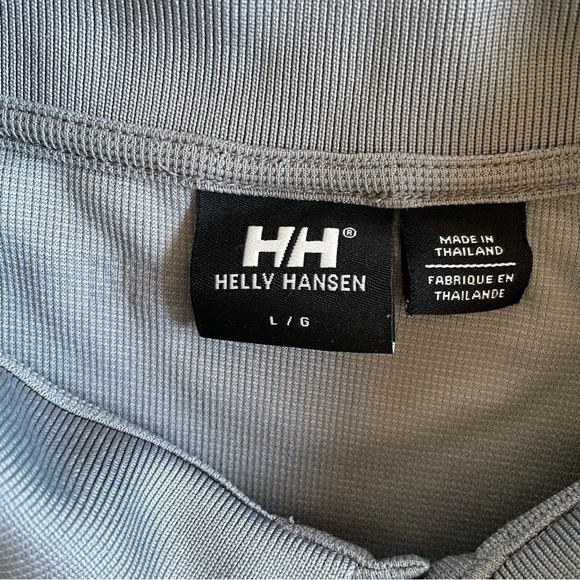 HH®
HELLY HANSEN
L / G
MADE IN
THAILAND
FABRIQUE EN
THAILANDE